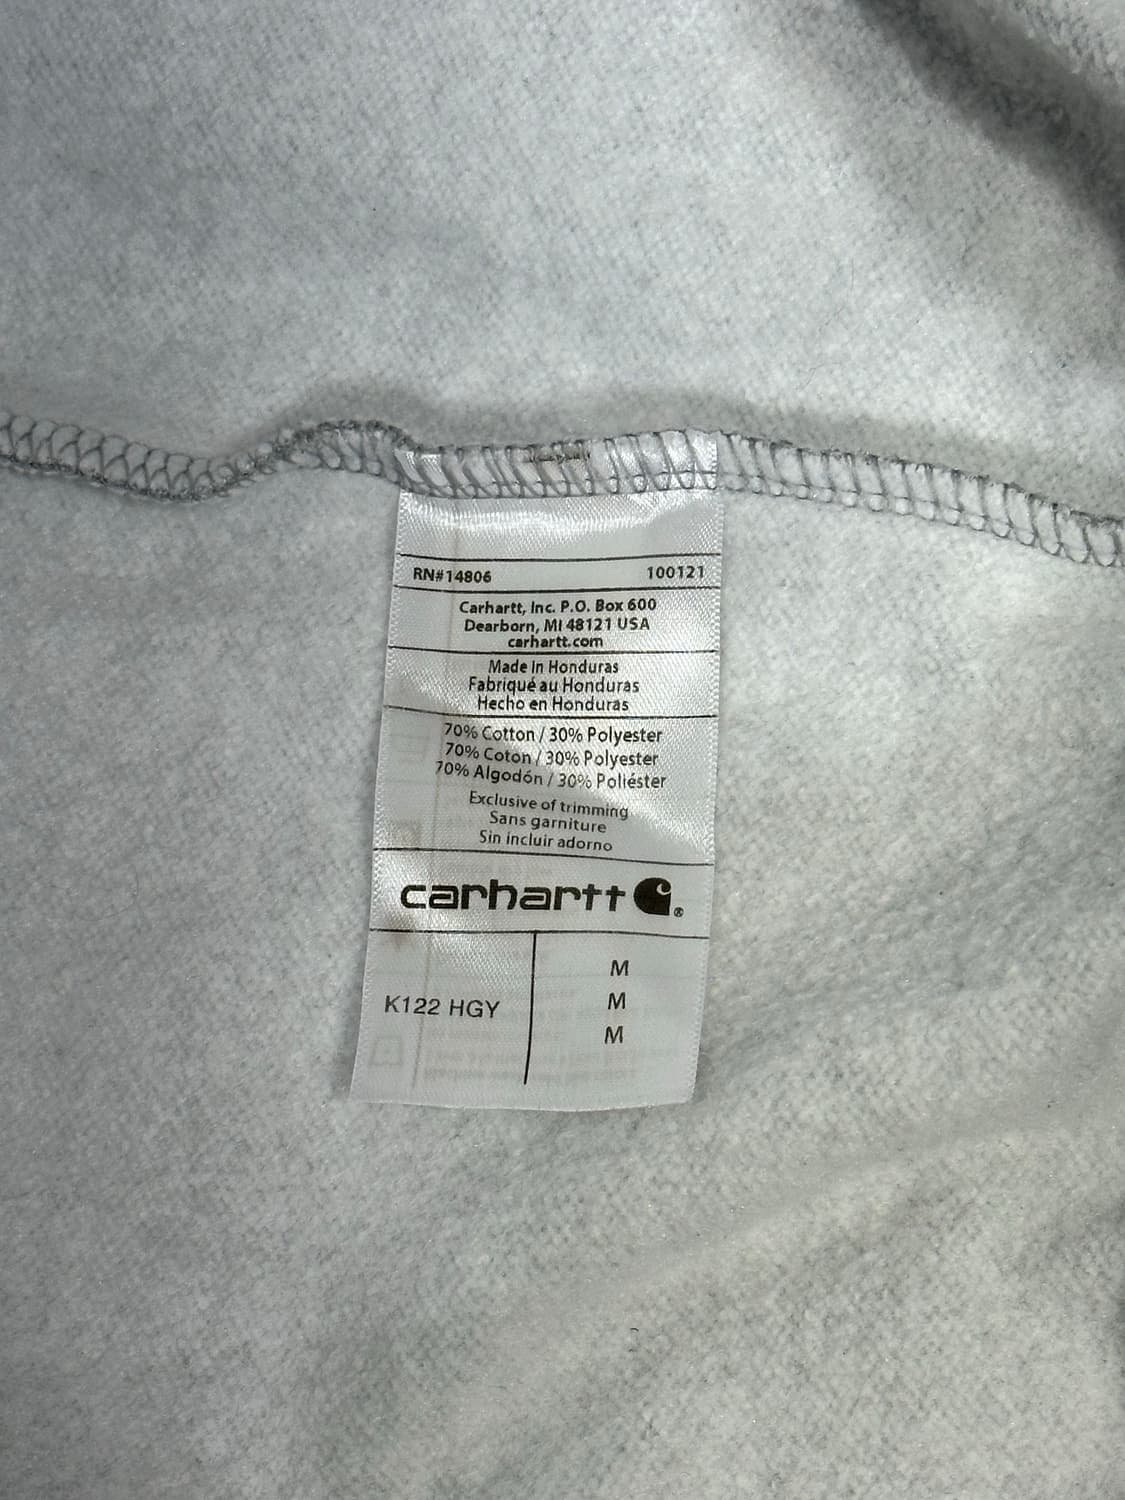 RN#14806 100121
Carhartt, Inc. P.O. Box 600
Dearborn, MI 48121 USA
carhartt.com
Made in Honduras
Fabriqué au Honduras
Hecho en Honduras
70% Cotton / 30% Polyester
70% Coton / 30% Polyester
70% Algodón / 30% Poliéster
Exclusive of trimming
Sans garniture
Sin incluir adorno
carhartt ®
K122 HGY
M
M
M